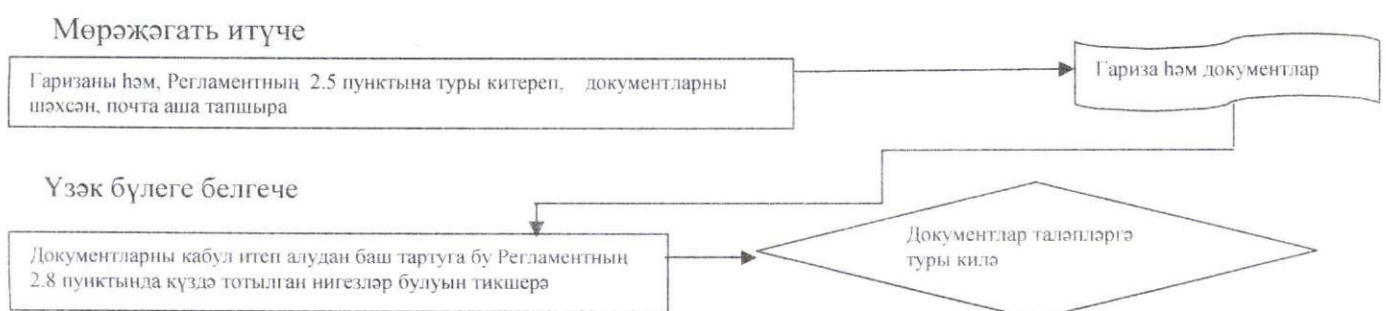 Мөрәҗәгать итүче
Гаризаны һәм, Регламентның 2.5 пунктына туры китереп, документларны
шәхсән, почта аша тапшыра
Гариза һәм документлар
Үзәк бүлеге белгече
Документларны кабул итеп алудан баш тартуга бу Регламентның
2.8 пунктында күздә тотылган нигезләр булуын тикшерә
Документлар таләпләргә
туры килә